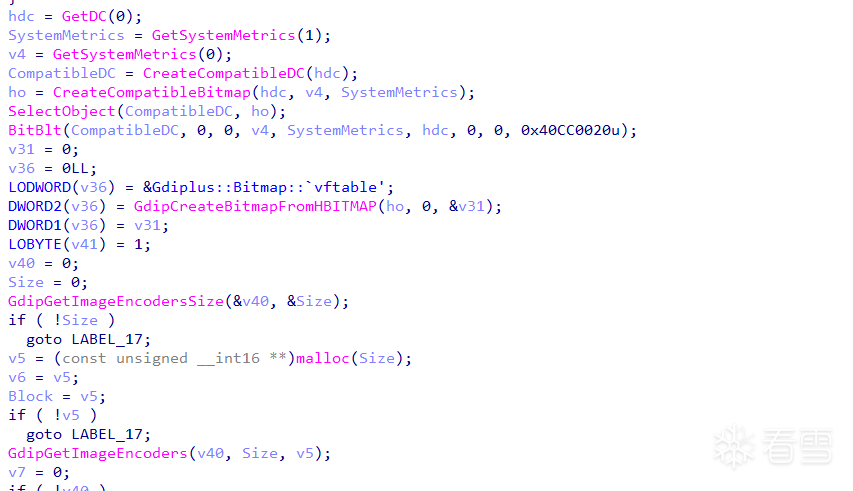 hdc = GetDC(0);
SystemMetrics = GetSystemMetrics(1);
v4 = GetSystemMetrics(0);
CompatibleDC = CreateCompatibleDC(hdc);
ho = CreateCompatibleBitmap(hdc, v4, SystemMetrics);
SelectObject(CompatibleDC, ho);
BitBlt(CompatibleDC, 0, 0, v4, SystemMetrics, hdc, 0, 0, 0x40CC0020u);
v31 = 0;
v36 = 0LL;
LODWORD(v36) = &Gdiplus::Bitmap::`vftable';
DWORD2(v36) = GdipCreateBitmapFromHBITMAP(ho, 0, &v31);
DWORD1(v36) = v31;
LOBYTE(v41) = 1;
v40 = 0;
Size = 0;
GdipGetImageEncodersSize(&v40, &Size);
if ( !Size )
goto LABEL_17;
v5 = (const unsigned __int16 **)malloc(Size);
v6 = v5;
Block = v5;
if ( !v5 )
goto LABEL_17;
GdipGetImageEncoders(v40, Size, v5);
v7 = 0;
if ( !v40 )
看雪